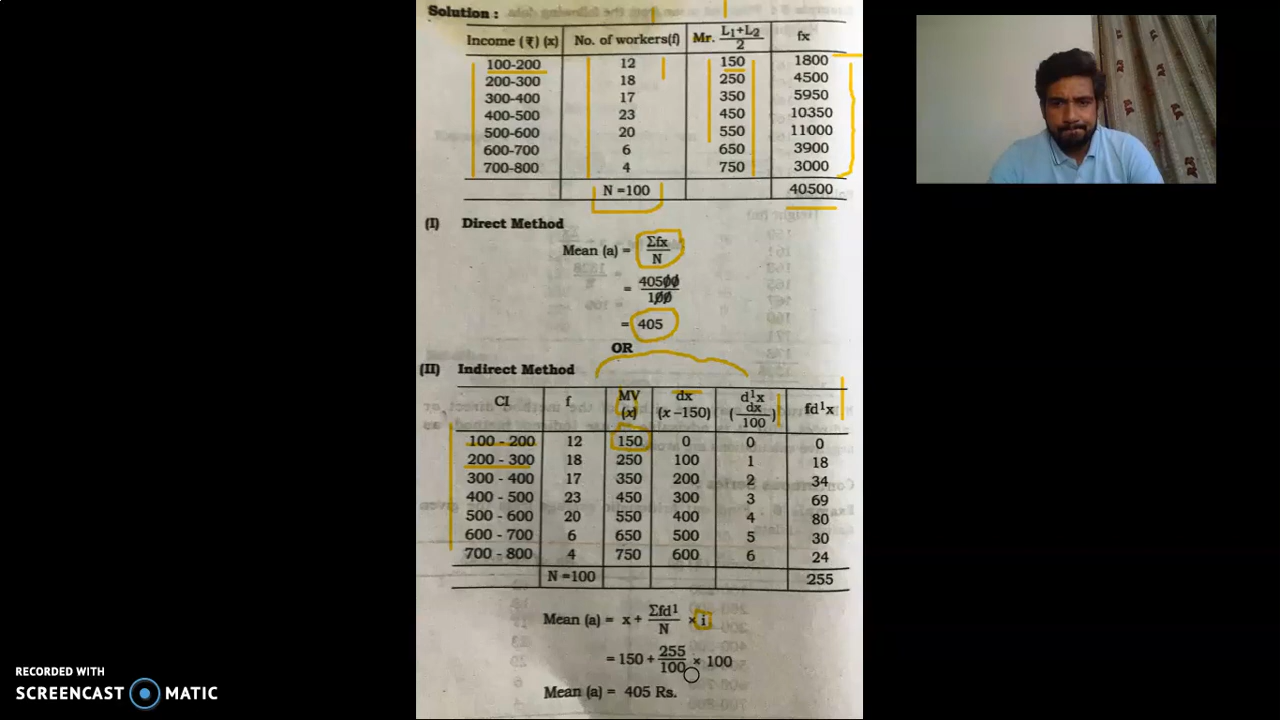 Solution :
Income (₹) (x) No. of workers(f) Mr. L1+L2/2 fx
100-200 12 150 1800
200-300 18 250 4500
300-400 17 350 5950
400-500 23 450 10350
500-600 20 550 11000
600-700 6 650 3900
700-800 4 750 3000
N =100 40500
(I) Direct Method
Mean (a) = Σfx/N
= 40500/100
= 405
OR
(II) Indirect Method
CI f MV (x) dx (x –150) d¹x (dx/100) fd¹x
100 - 200 12 150 0 0 0
200 - 300 18 250 100 1 18
300 - 400 17 350 200 2 34
400 - 500 23 450 300 3 69
500 - 600 20 550 400 4 80
600 - 700 6 650 500 5 30
700 - 800 4 750 600 6 24
N =100 255
Mean (a) = x + Σfd¹/N × i
= 150 + 255/100 × 100
Mean (a) = 405 Rs.
RECORDED WITH
SCREENCAST MATIC